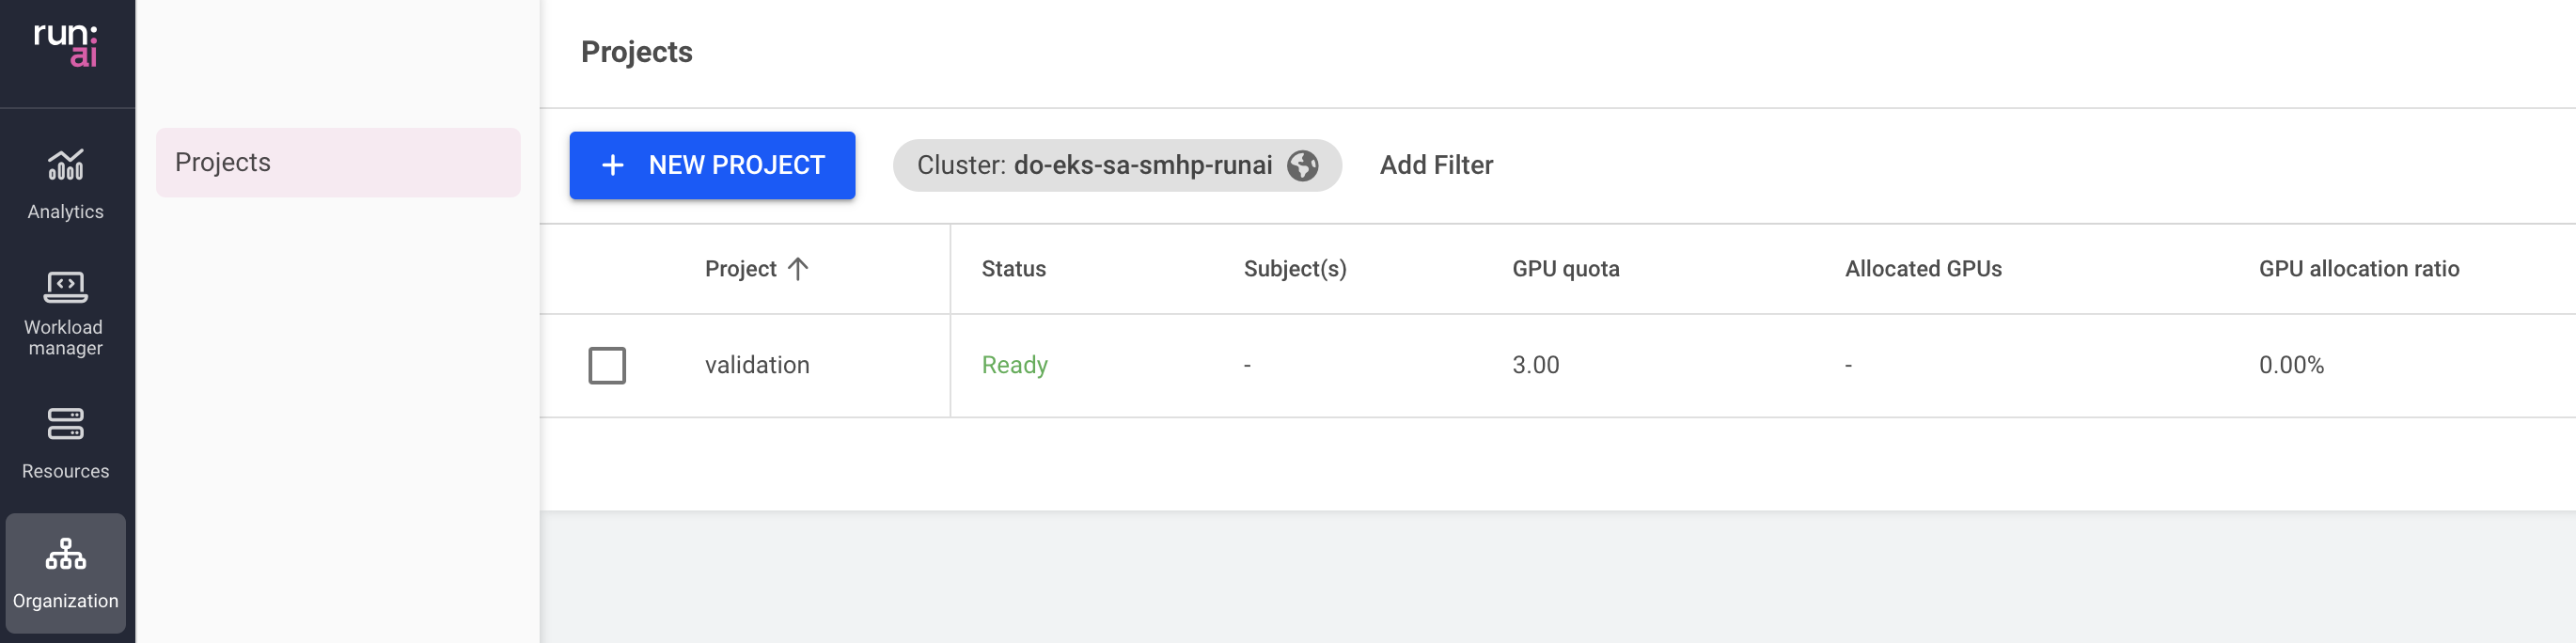 run:
ai
Analytics
Workload
manager
Resources
Organization
Projects
Projects
+ NEW PROJECT
Cluster: do-eks-sa-smhp-runai
Add Filter
Project Status Subject(s) GPU quota Allocated GPUs GPU allocation ratio
validation Ready - 3.00 - 0.00%